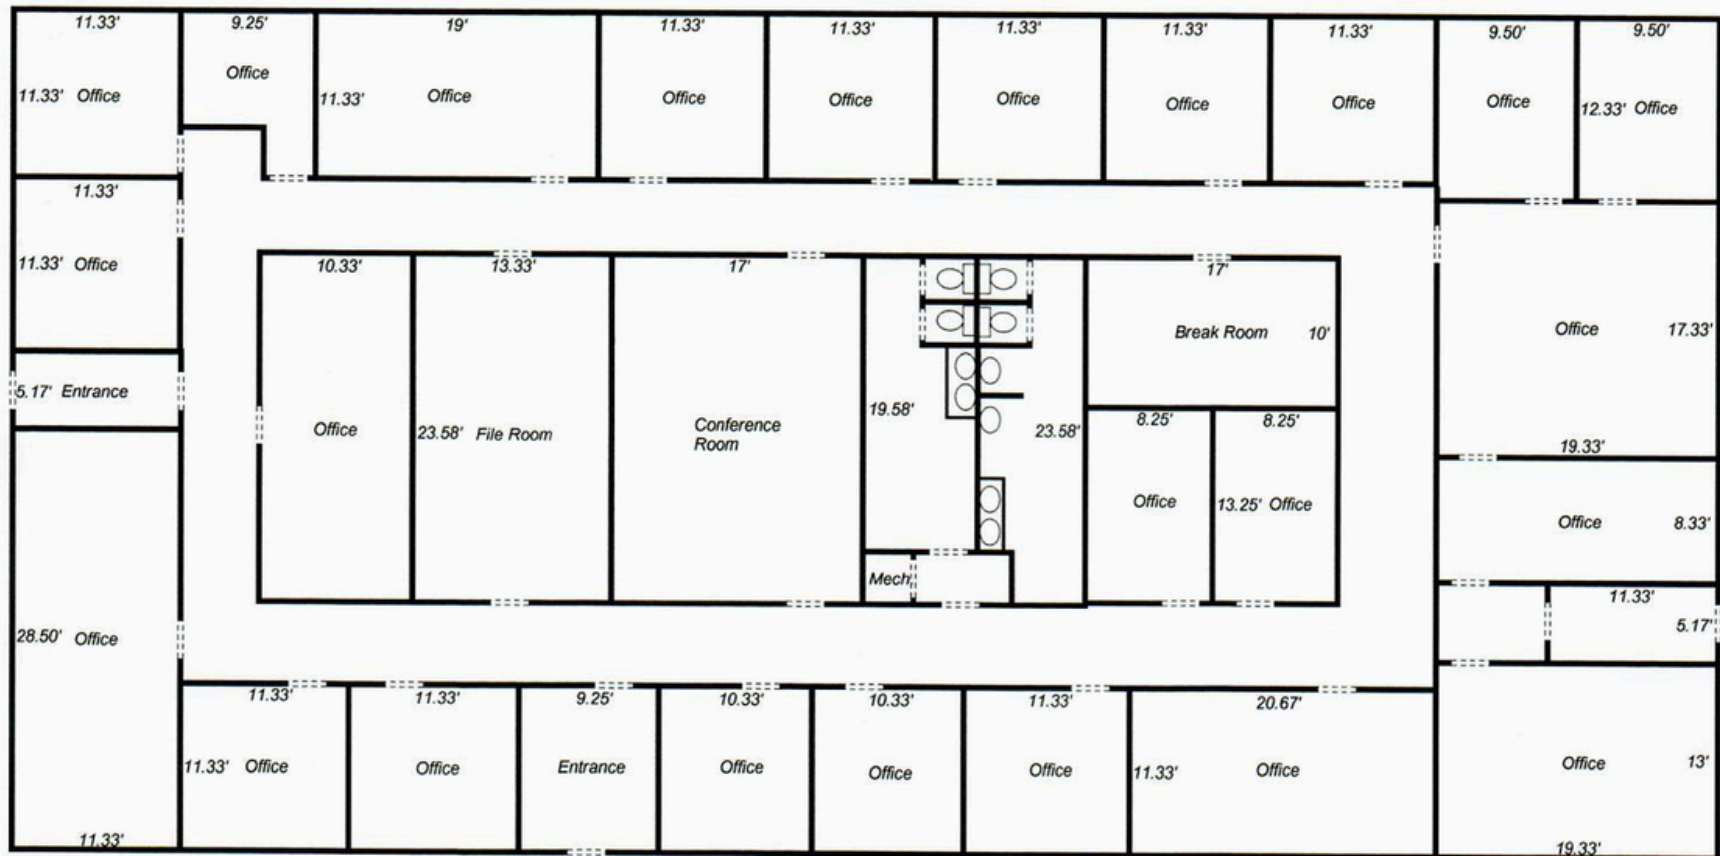 11.33' 9.25' 19' 11.33' 11.33' 11.33' 11.33' 11.33' 9.50' 9.50'
Office
11.33' Office 11.33' Office Office Office Office Office Office Office 12.33' Office
11.33'
11.33' Office
10.33' 13.33' 17' 17'
Break Room 10'
Office 17.33'
5.17' Entrance
19.58'
8.25' 8.25'
Office 23.58' File Room
Conference
Room
23.58'
19.33'
Office 13.25' Office
Office 8.33'
Mech
11.33'
5.17'
28.50' Office
11.33' 11.33' 9.25' 10.33' 10.33' 11.33' 20.67'
11.33' Office Office Entrance Office Office Office 11.33' Office Office 13'
11.33' 19.33'